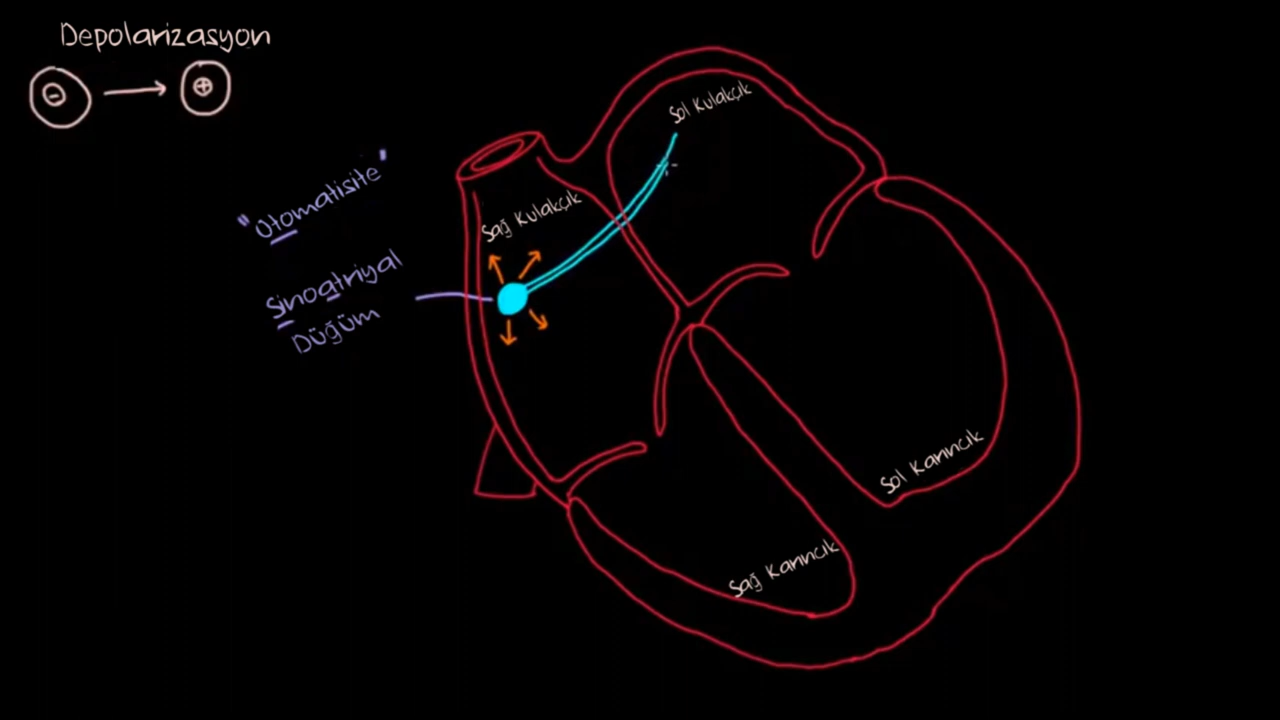 Depolarizasyon
- → +
"Otomatisite"
Sinoatriyal
Düğüm
Sağ Kulakçık
Sol Kulakçık
Sol Karıncık
Sağ Karıncık